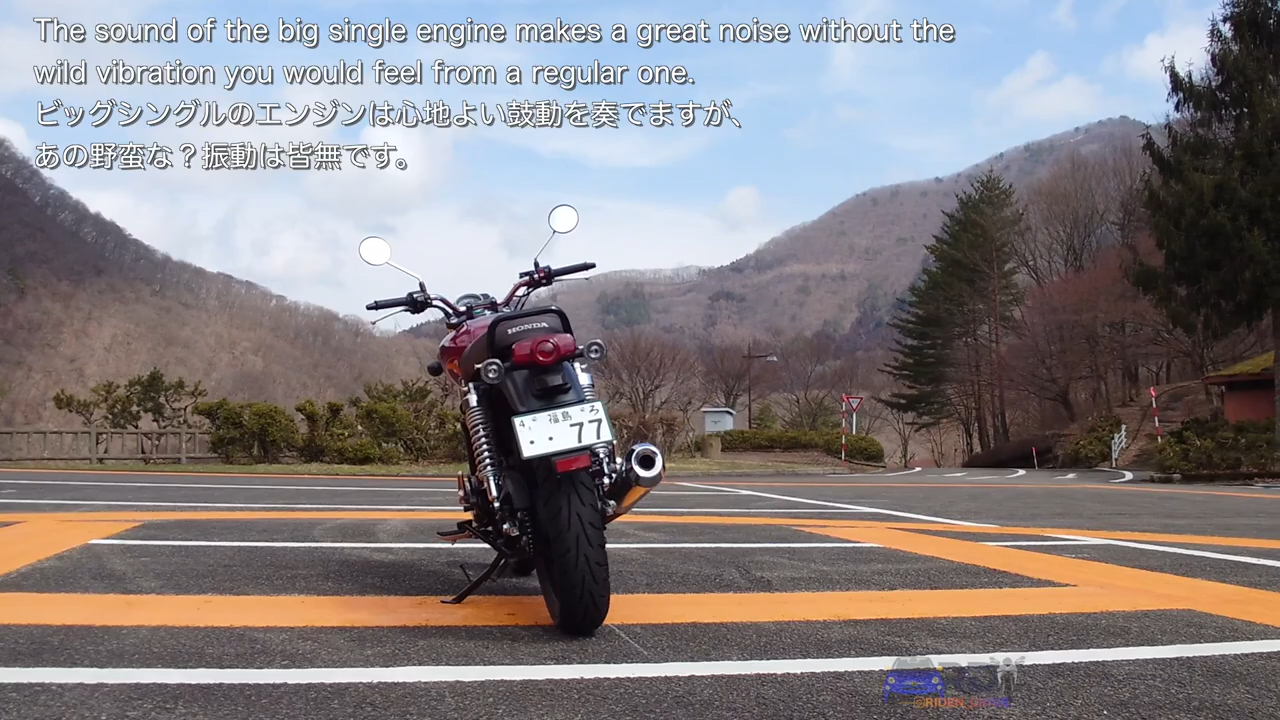 The sound of the big single engine makes a great noise without the
wild vibration you would feel from a regular one.
ビッグシングルのエンジンは心地よい鼓動を奏でますが、
あの野蛮な？振動は皆無です。
HONDA
福島
・・77